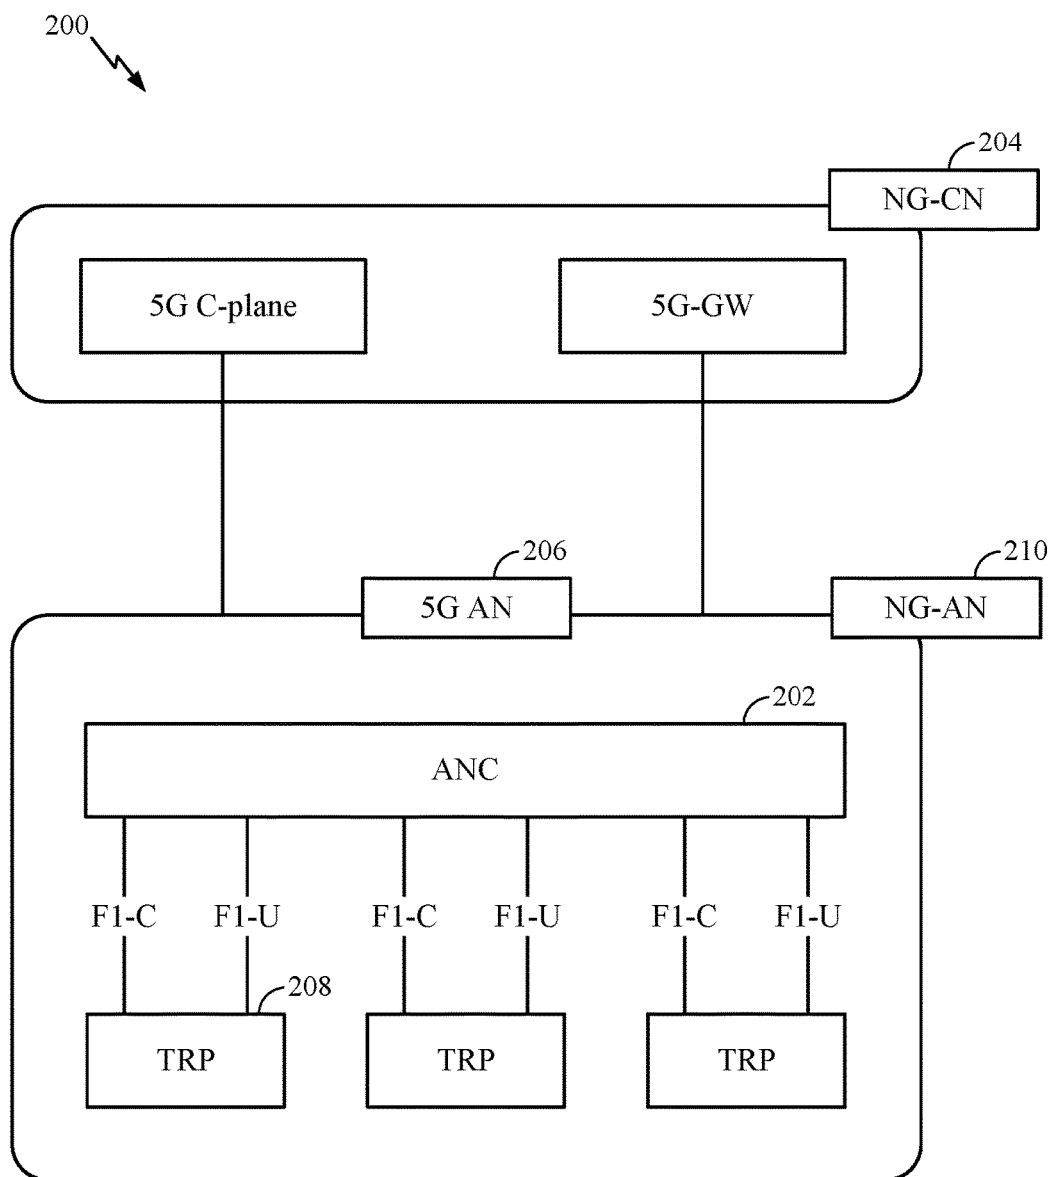 200
204
NG-CN
5G C-plane
5G-GW
206
210
5G AN
NG-AN
202
ANC
F1-C F1-U F1-C F1-U F1-C F1-U
208
TRP TRP TRP